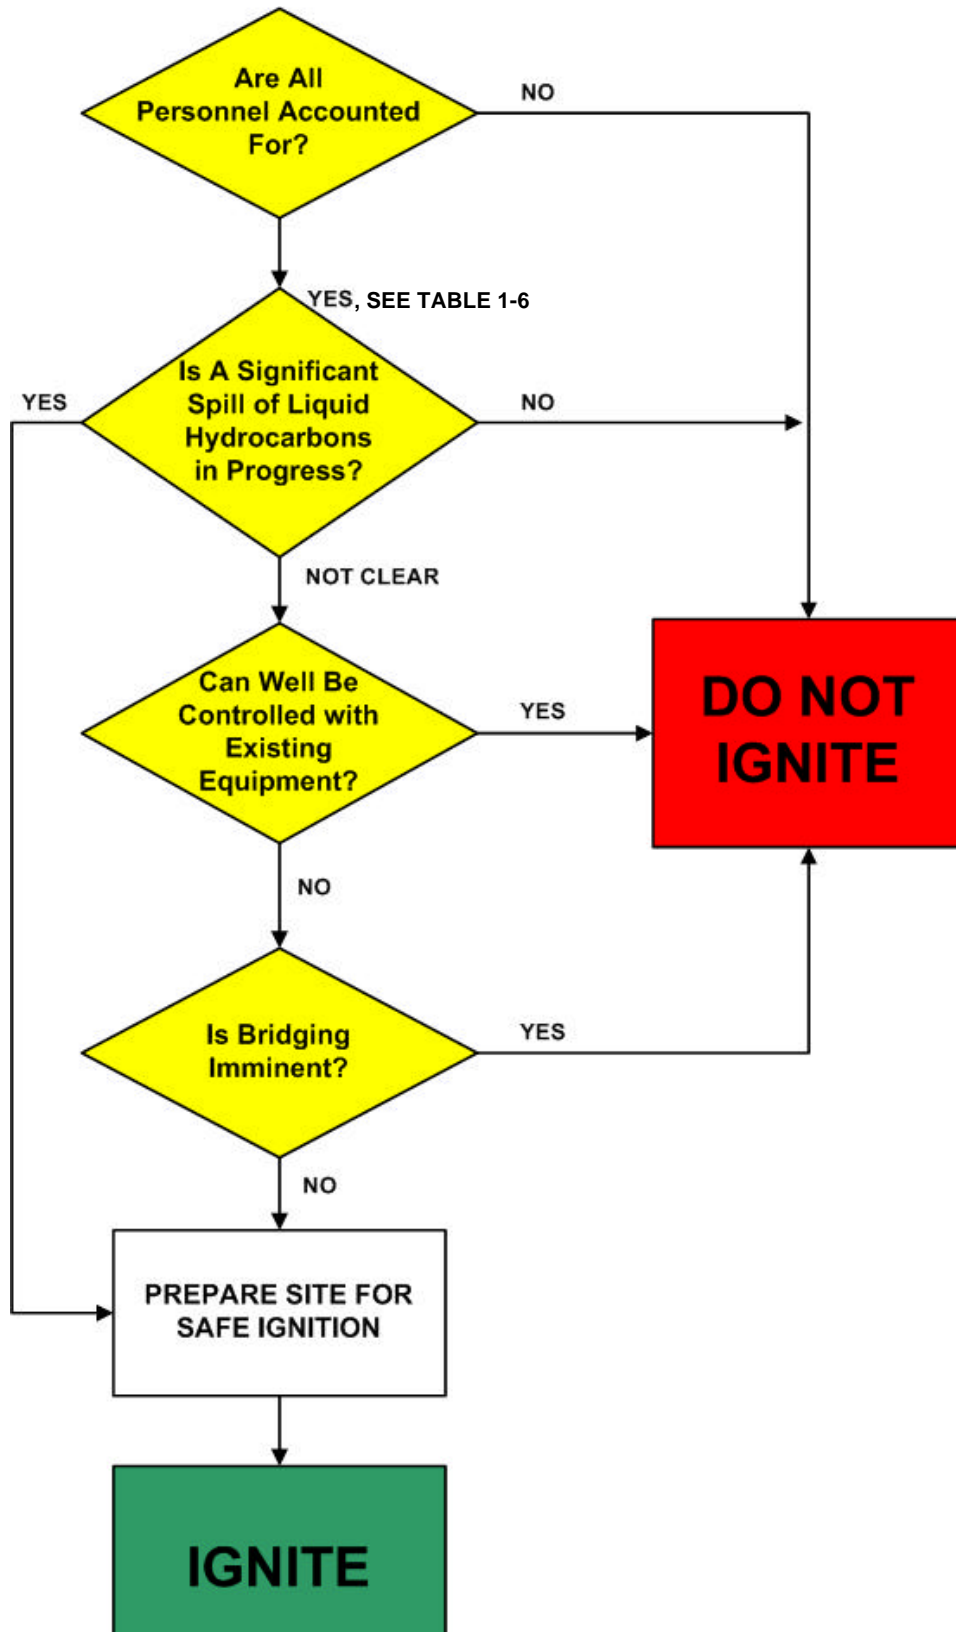 Are All
Personnel Accounted
For?
NO
YES, SEE TABLE 1-6
Is A Significant
Spill of Liquid
Hydrocarbons
in Progress?
YES
NO
NOT CLEAR
Can Well Be
Controlled with
Existing
Equipment?
YES
DO NOT
IGNITE
NO
Is Bridging
Imminent?
YES
NO
PREPARE SITE FOR
SAFE IGNITION
IGNITE